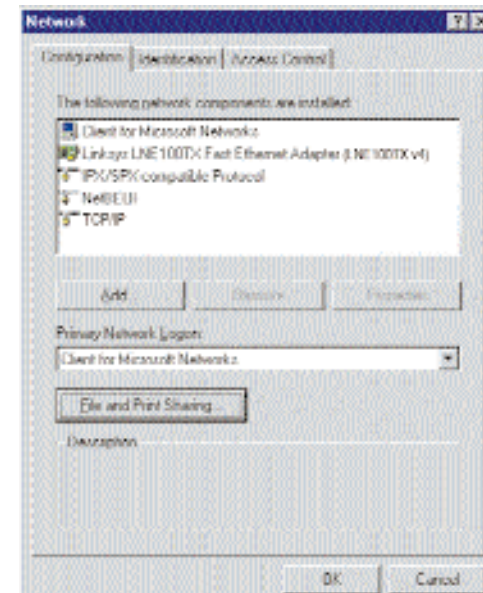 Network
Configuration Identification Access Control
The following network components are installed:
Client for Microsoft Networks
Linksys LNE100TX Fast Ethernet Adapter (LNE100TX v4)
IPX/SPX-compatible Protocol
NetBEUI
TCP/IP
Add... Remove Properties
Primary Network Logon:
Client for Microsoft Networks
File and Print Sharing...
Description
OK Cancel